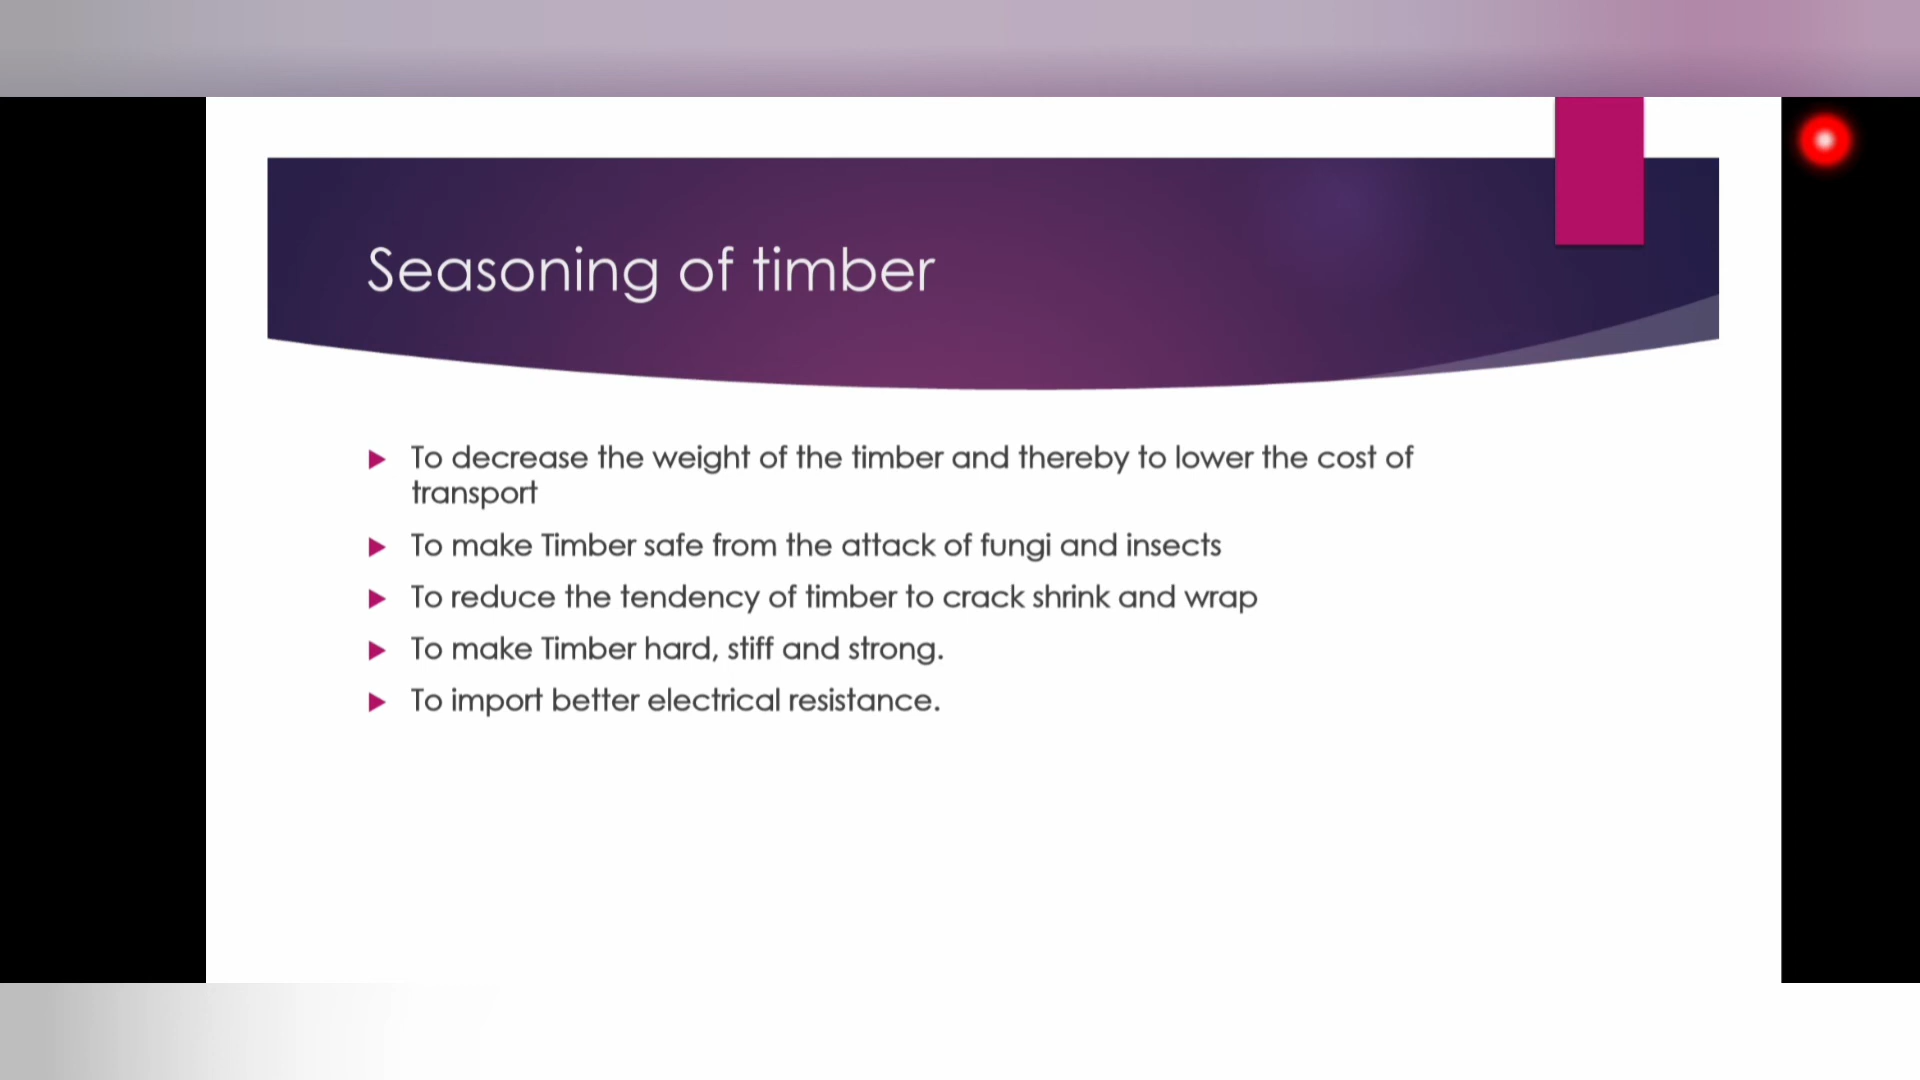 Seasoning of timber
To decrease the weight of the timber and thereby to lower the cost of
transport
To make Timber safe from the attack of fungi and insects
To reduce the tendency of timber to crack shrink and wrap
To make Timber hard, stiff and strong.
To import better electrical resistance.